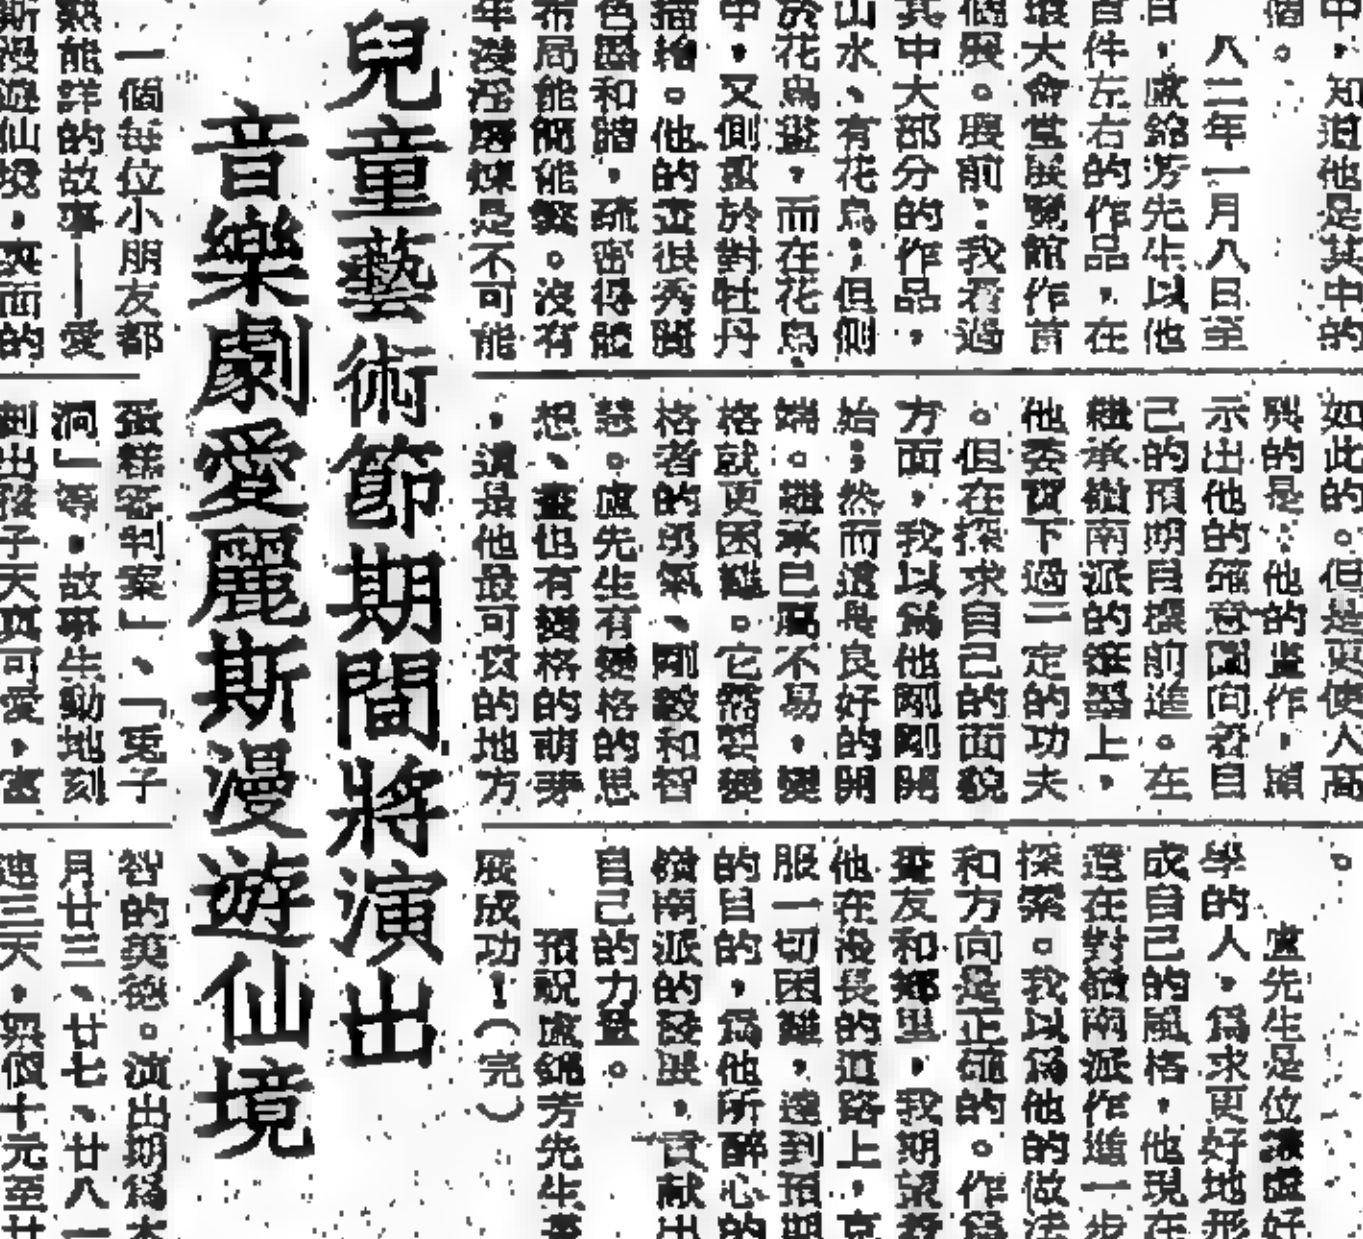 中，知道他是其中的
個。
八二年一月八日至
日，盧錦芳先生以他
百件左右的作品，在
大會堂展覽館作首
個展。展前，我看過
其中大部分的作品，
山水、有花鳥，但側
於花鳥畫，而在花鳥
中，又側重於對牡丹
描繪。他的畫很秀麗
色墨和諧，疏密得體
布局能簡能繁。沒有
年浸淫磨煉是不可能
如此的。但是更使人高
興的是：他的畫作，顯
示出他的確意圖向着自
己的預期目標前進。在
繼承嶺南派的筆墨上，
他委實下過一定的功夫
。但在探求自己的面貌
方面，我以為他剛剛開
始；然而這是良好的開
端。繼承已屬不易，變
格就更困難。它需要變
格者的勇氣、剛毅和智
慧。盧先生有變格的思
想、畫也有變格的萌芽
，這是他最可貴的地方
。
盧先生是位謙虛好
學的人，為求更好地形
成自己的風格，他現在
還在對嶺南派作進一步
探索。我以為他的做法
和方向是正確的。作為
畫友和鄉里，我期望
他在漫長的道路上，克
服一切困難，達到預期
的目的，為他所醉心的
嶺南派的發展，貢獻出
自己的力量。
預祝盧錦芳先生畫
展成功！（完）
兒童藝術節期間將演出
音樂劇愛麗斯漫遊仙境
一個每位小朋友都
熟能詳的故事——愛
斯漫遊仙境，
蛋糕密判案」、「兎子
洞」等，故事生動地刻
劃出孩子天真可愛，
智的美德。演出期為本
月廿三、廿七、廿八一
連三天，票價十元至廿